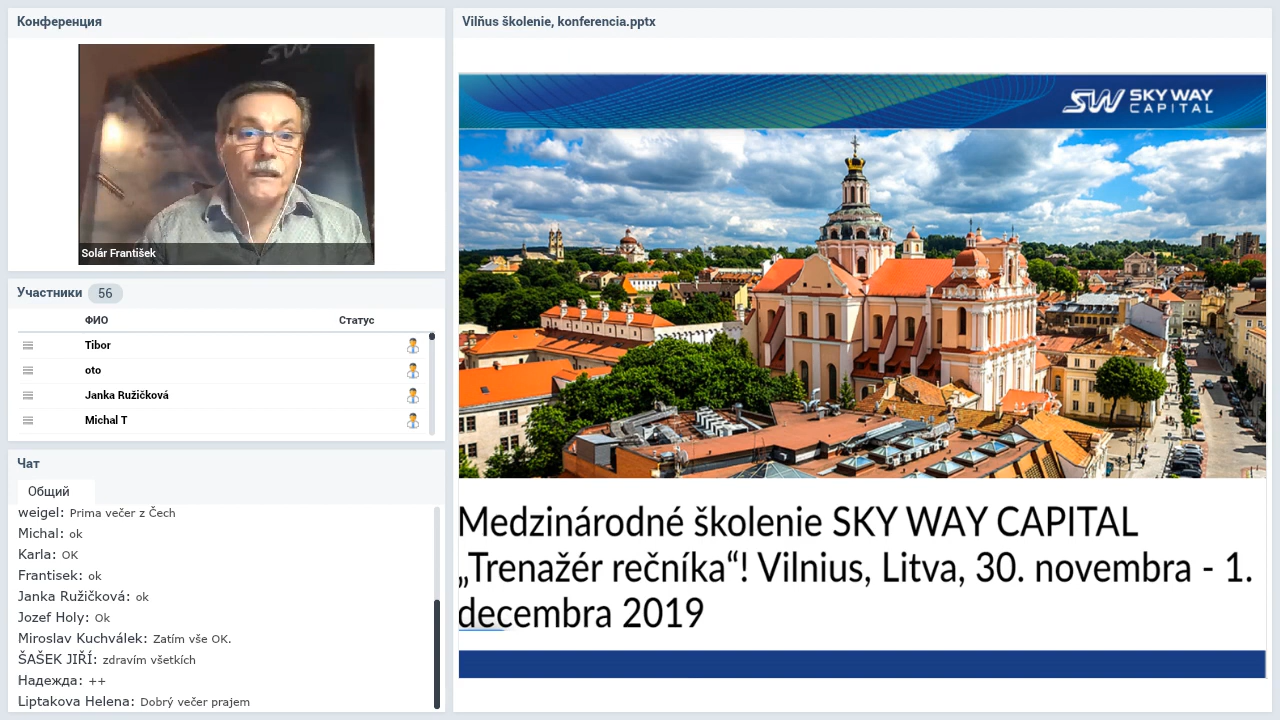 Конференция
SW
Solár František
Участники 56
ФИО Статус
Tibor
oto
Janka Ružičková
Michal T
Чат
Общий
weigel: Prima večer z Čech
Michal: ok
Karla: OK
Frantisek: ok
Janka Ružičková: ok
Jozef Holy: Ok
Miroslav Kuchválek: Zatím vše OK.
ŠAŠEK JIŘÍ: zdravím všetkích
Надежда: ++
Liptakova Helena: Dobrý večer prajem
Vilňus školenie, konferencia.pptx
SW SKY WAY
CAPITAL
Medzinárodné školenie SKY WAY CAPITAL
„Trenažér rečníka“! Vilnius, Litva, 30. novembra - 1.
decembra 2019